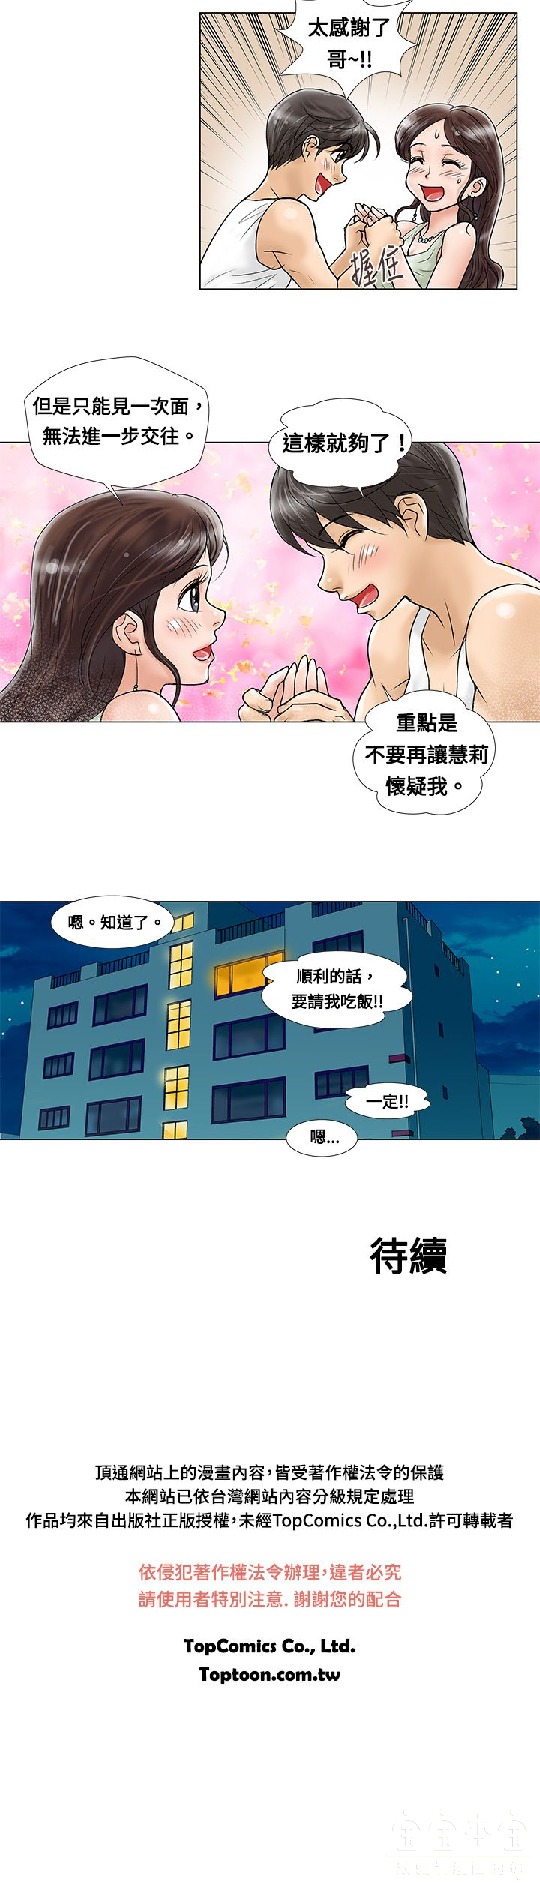 太感謝了
哥~!!
握住
但是只能見一次面，
無法進一步交往。
這樣就夠了！
重點是
不要再讓慧莉
懷疑我。
嗯。知道了。
順利的話，
要請我吃飯!!
一定!!
嗯...
待續
頂通網站上的漫畫內容，皆受著作權法令的保護
本網站已依台灣網站內容分級規定處理
作品均來自出版社正版授權，未經TopComics Co.,Ltd.許可轉載者
依侵犯著作權法令辦理，違者必究
請使用者特別注意. 謝謝您的配合
TopComics Co., Ltd.
Toptoon.com.tw